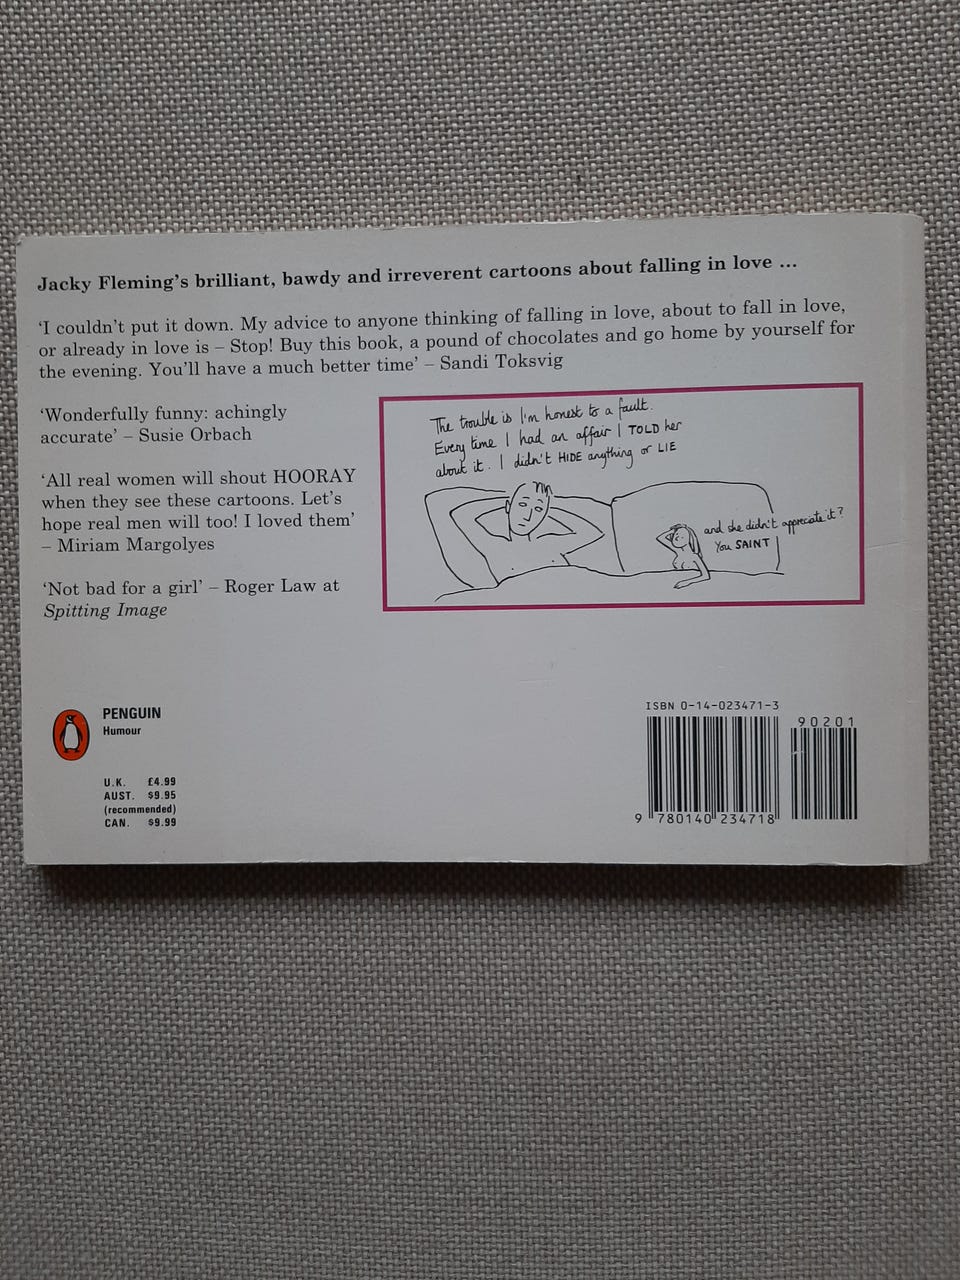 Jacky Fleming's brilliant, bawdy and irreverent cartoons about falling in love ...
'I couldn't put it down. My advice to anyone thinking of falling in love, about to fall in love,
or already in love is – Stop! Buy this book, a pound of chocolates and go home by yourself for
the evening. You'll have a much better time' – Sandi Toksvig
'Wonderfully funny: achingly
accurate' – Susie Orbach
'All real women will shout HOORAY
when they see these cartoons. Let's
hope real men will too! I loved them'
– Miriam Margolyes
'Not bad for a girl' – Roger Law at
Spitting Image
The trouble is I'm honest to a fault.
Every time I had an affair I TOLD her
about it. I didn't HIDE anything or LIE
and she didn't appreciate it?
You SAINT
PENGUIN
Humour
U.K. £4.99
AUST. $9.95
(recommended)
CAN. $9.99
ISBN 0-14-023471-3
90201
9 780140 234718